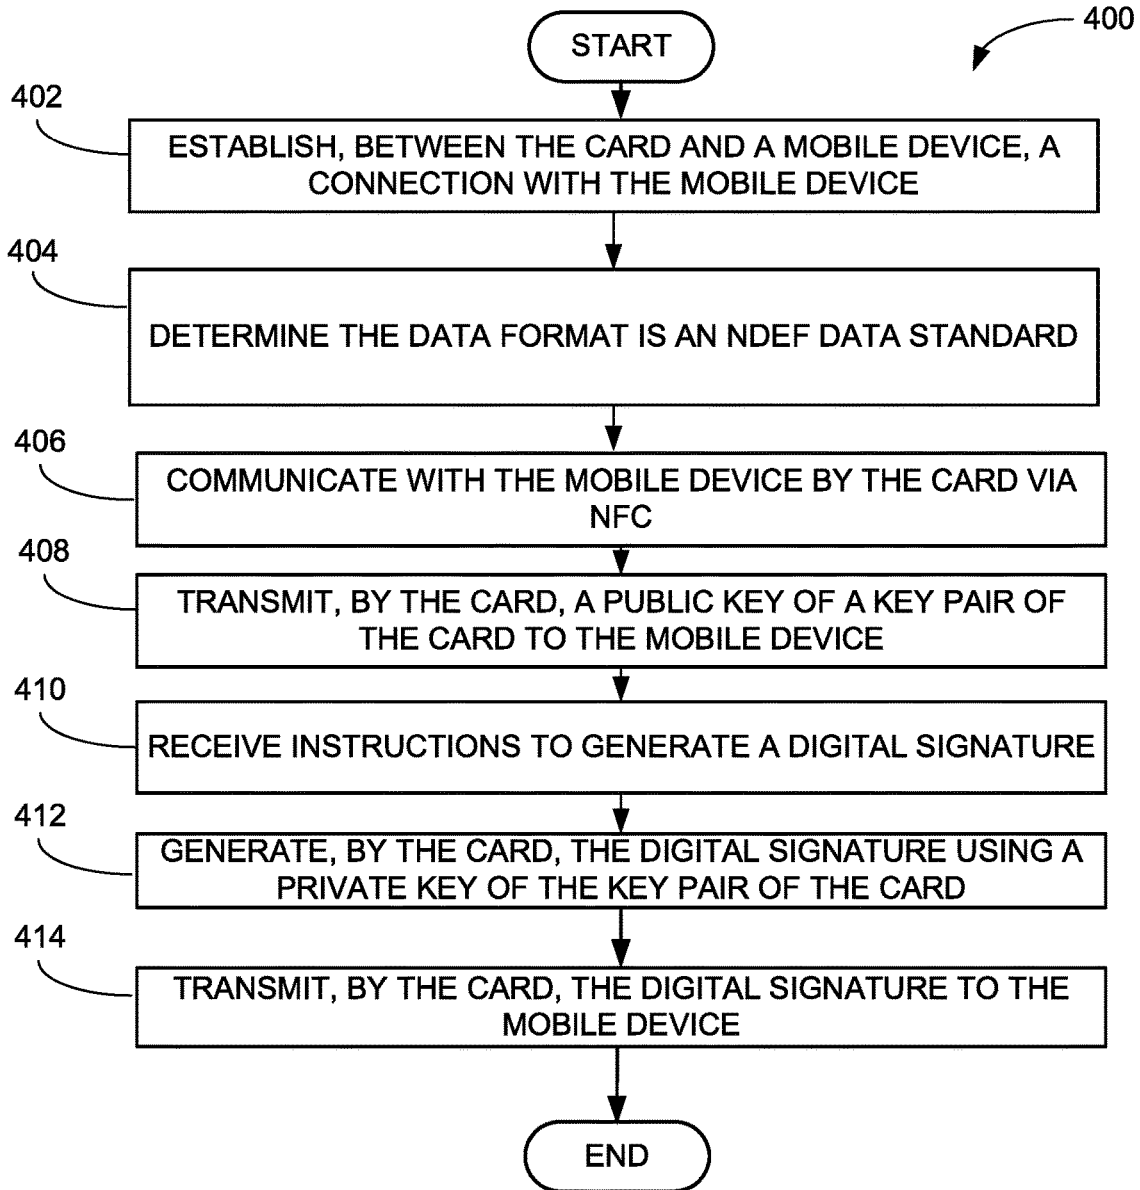 400
START
402
ESTABLISH, BETWEEN THE CARD AND A MOBILE DEVICE, A
CONNECTION WITH THE MOBILE DEVICE
404
DETERMINE THE DATA FORMAT IS AN NDEF DATA STANDARD
406
COMMUNICATE WITH THE MOBILE DEVICE BY THE CARD VIA
NFC
408
TRANSMIT, BY THE CARD, A PUBLIC KEY OF A KEY PAIR OF
THE CARD TO THE MOBILE DEVICE
410
RECEIVE INSTRUCTIONS TO GENERATE A DIGITAL SIGNATURE
412
GENERATE, BY THE CARD, THE DIGITAL SIGNATURE USING A
PRIVATE KEY OF THE KEY PAIR OF THE CARD
414
TRANSMIT, BY THE CARD, THE DIGITAL SIGNATURE TO THE
MOBILE DEVICE
END